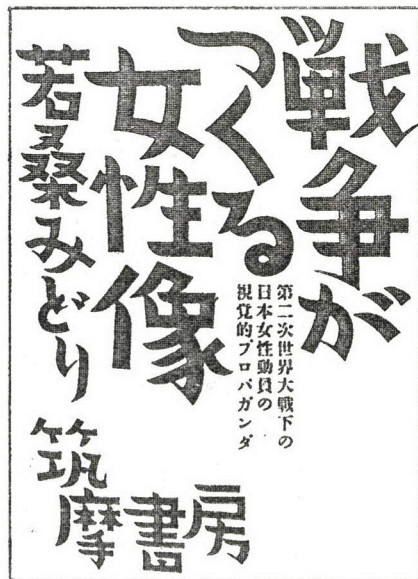 戦争が
つくる
女性像
第二次世界大戦下の
日本女性動員の
視覚的プロパガンダ
若桑みどり
筑摩書房